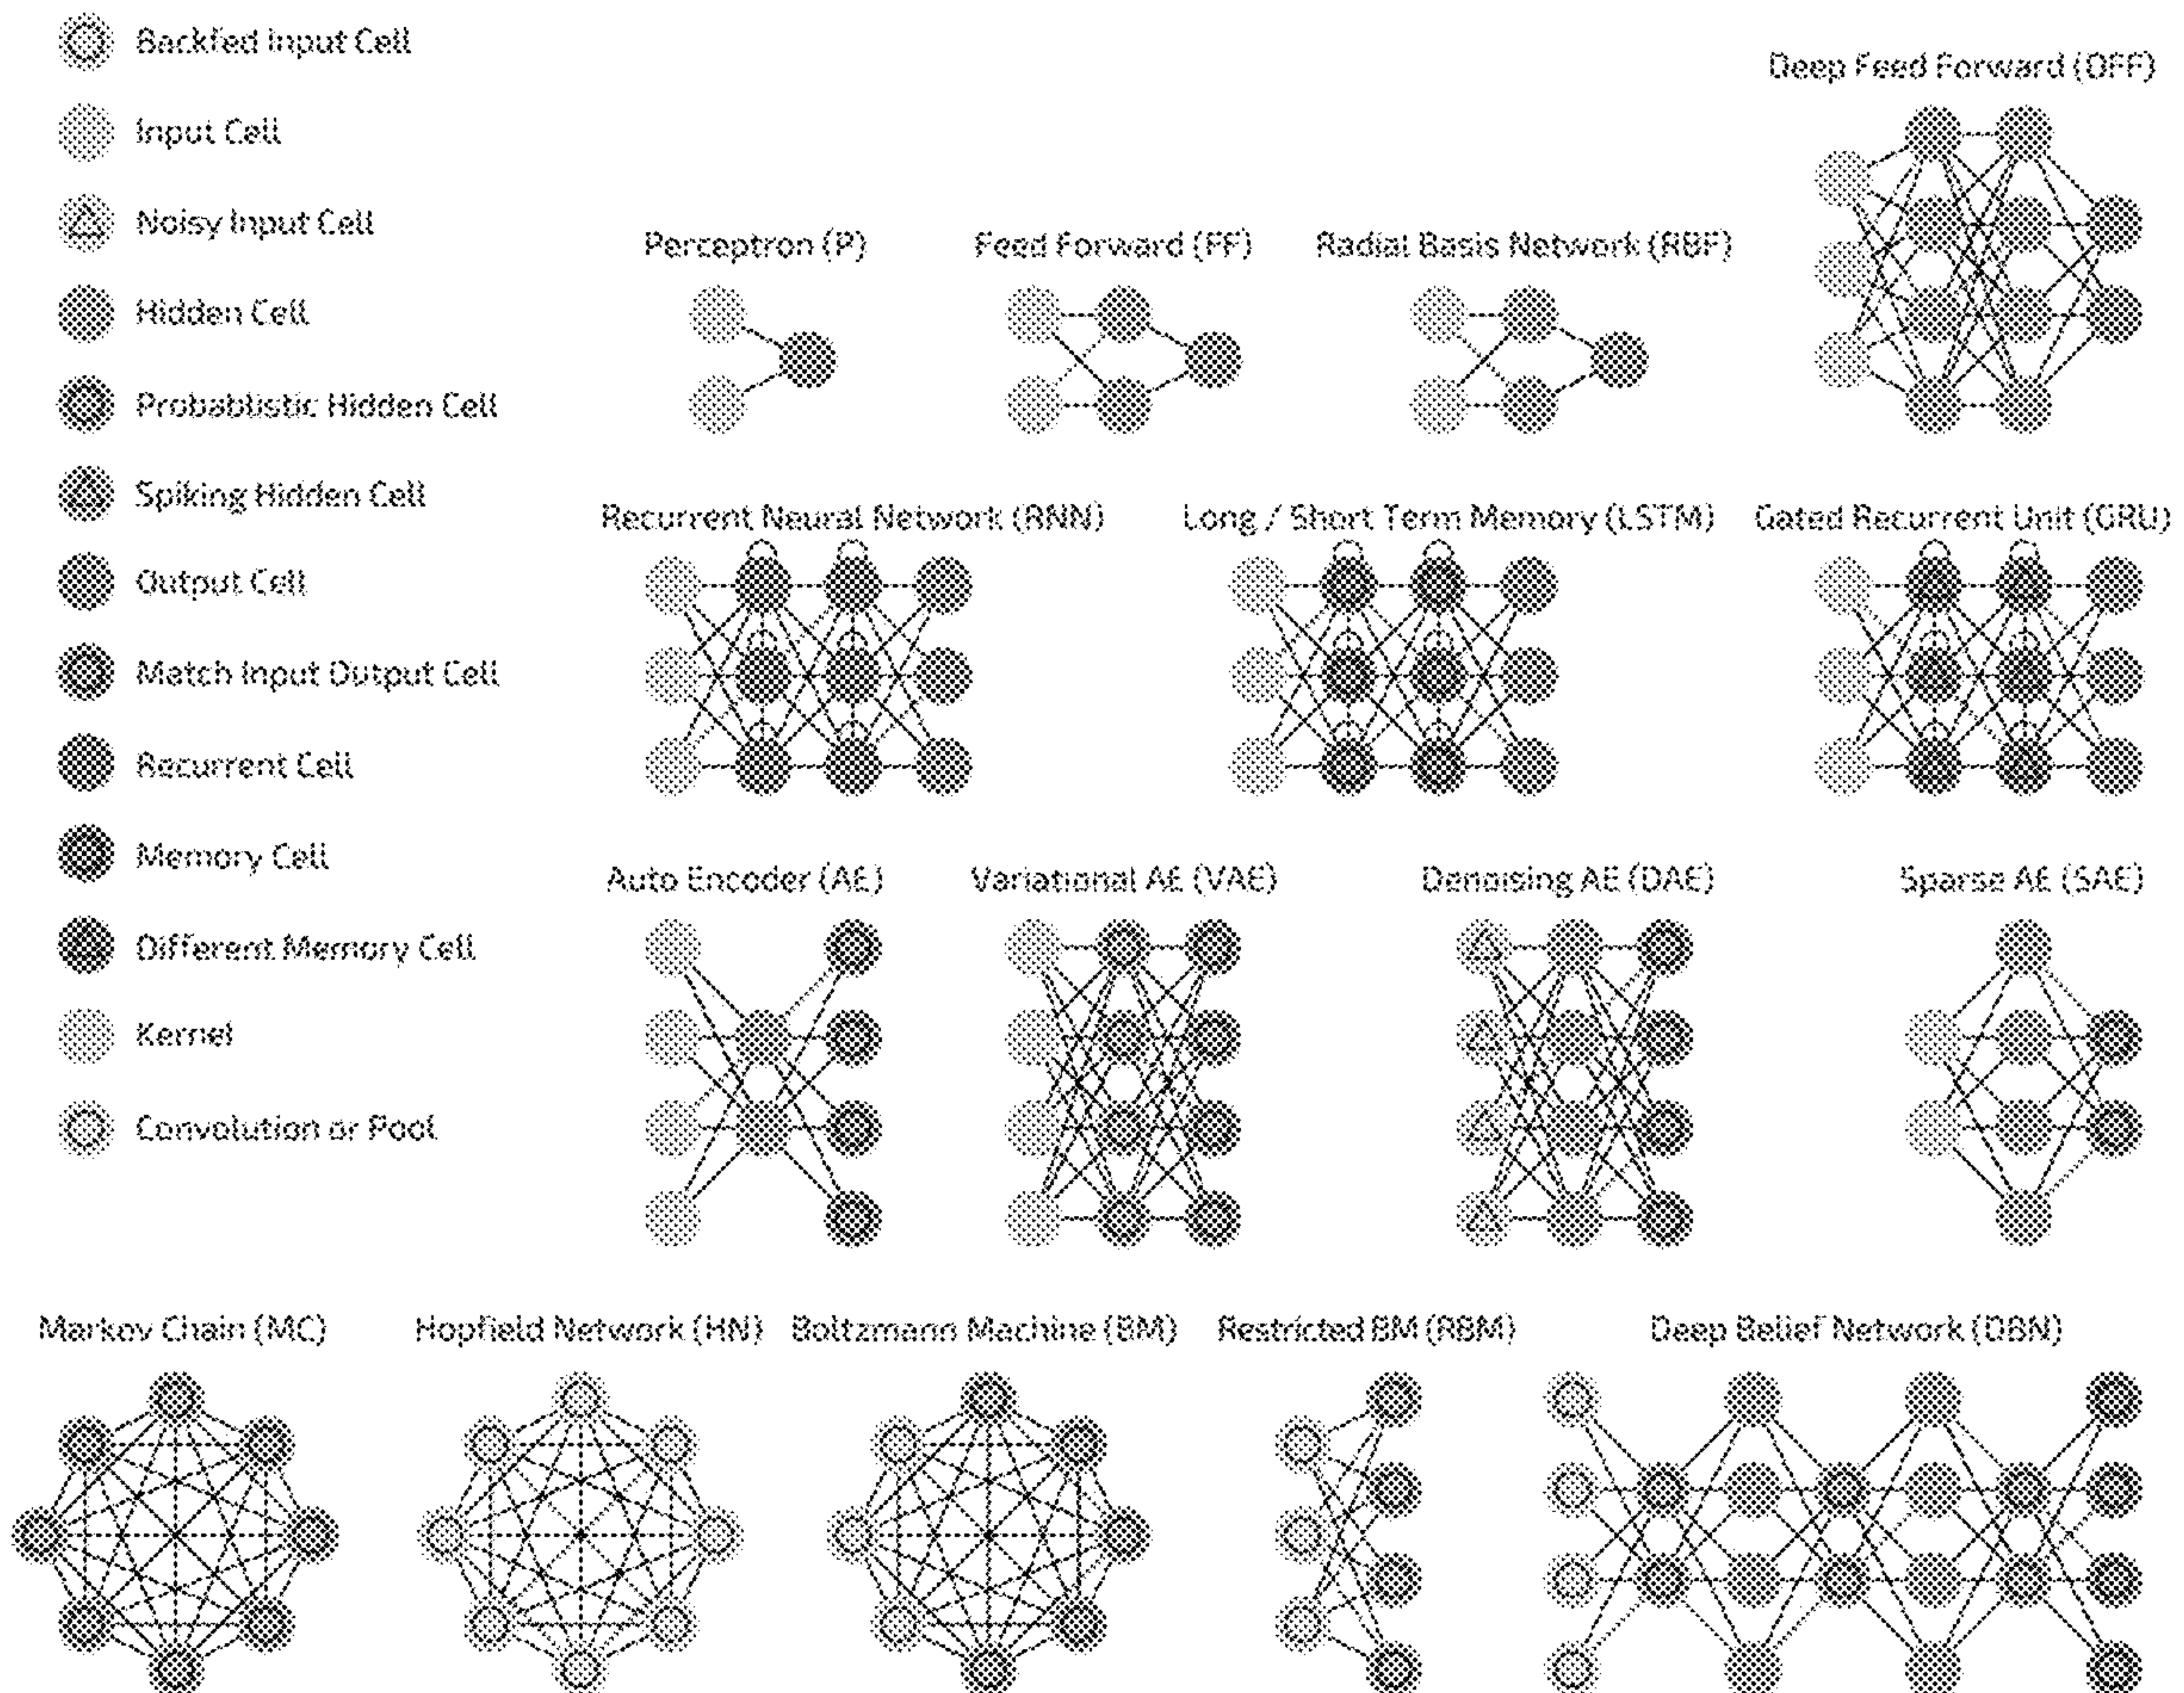 Backfed Input Cell
Input Cell
Noisy Input Cell
Hidden Cell
Probablistic Hidden Cell
Spiking Hidden Cell
Output Cell
Match Input Output Cell
Recurrent Cell
Memory Cell
Different Memory Cell
Kernel
Convolution or Pool
Deep Feed Forward (DFF)
Perceptron (P)
Feed Forward (FF)
Radial Basis Network (RBF)
Recurrent Neural Network (RNN)
Long / Short Term Memory (LSTM)
Gated Recurrent Unit (GRU)
Auto Encoder (AE)
Variational AE (VAE)
Denoising AE (DAE)
Sparse AE (SAE)
Markov Chain (MC)
Hopfield Network (HN)
Boltzmann Machine (BM)
Restricted BM (RBM)
Deep Belief Network (DBN)